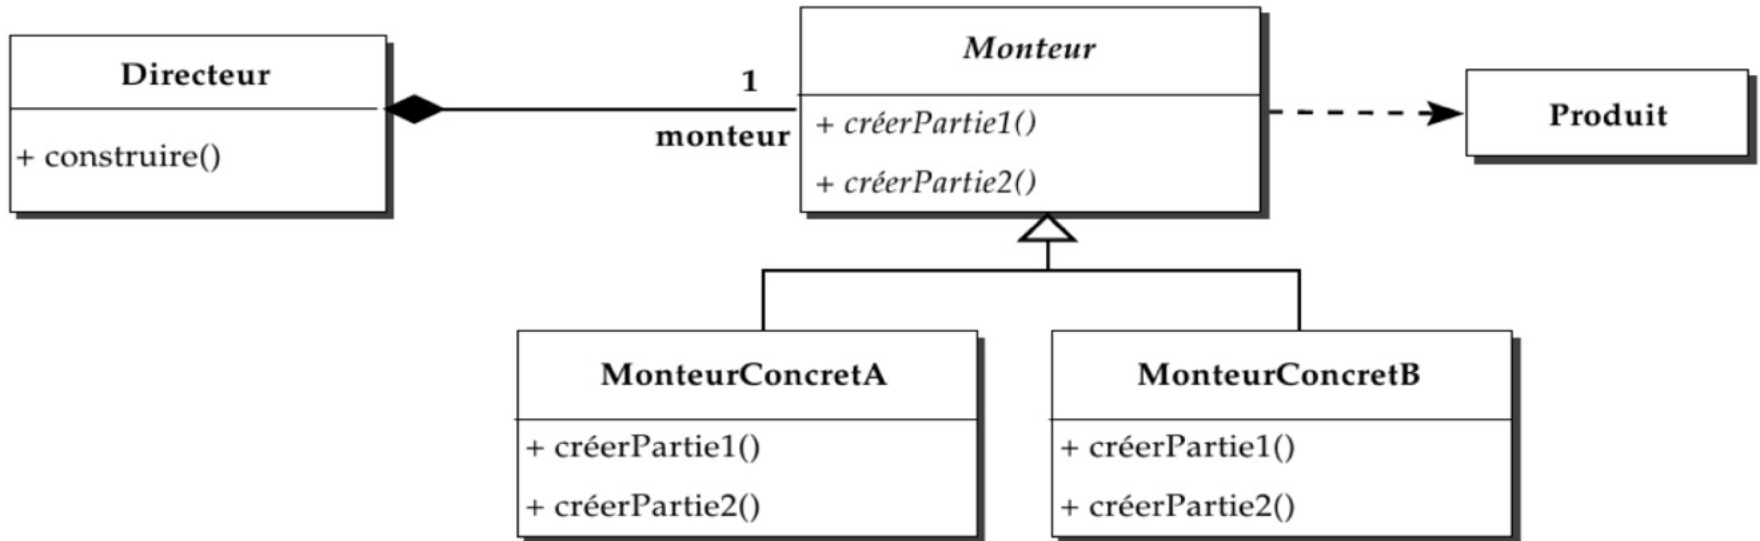 Directeur
+ construire()
1
monteur
Monteur
+ créerPartie1()
+ créerPartie2()
Produit
MonteurConcretA
+ créerPartie1()
+ créerPartie2()
MonteurConcretB
+ créerPartie1()
+ créerPartie2()